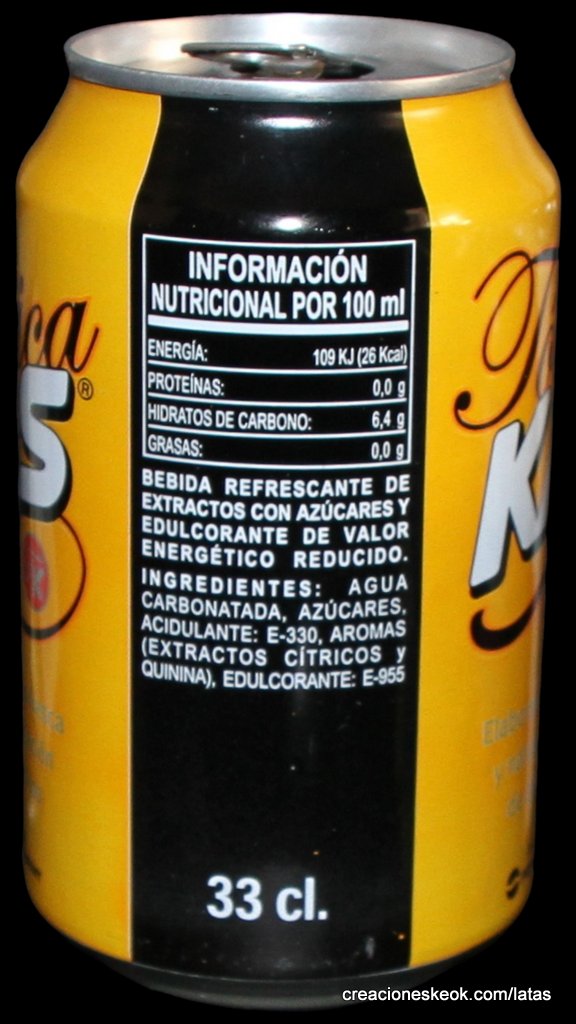 INFORMACIÓN
NUTRICIONAL POR 100 ml
ENERGÍA: 109 KJ (26 Kcal)
PROTEÍNAS: 0,0 g
HIDRATOS DE CARBONO: 6,4 g
GRASAS: 0,0 g
BEBIDA REFRESCANTE DE
EXTRACTOS CON AZÚCARES Y
EDULCORANTE DE VALOR
ENERGÉTICO REDUCIDO.
INGREDIENTES: AGUA
CARBONATADA, AZÚCARES,
ACIDULANTE: E-330, AROMAS
(EXTRACTOS CÍTRICOS y
QUININA), EDULCORANTE: E-955
33 cl.
ica
S®
K
creacioneskeok.com/latas